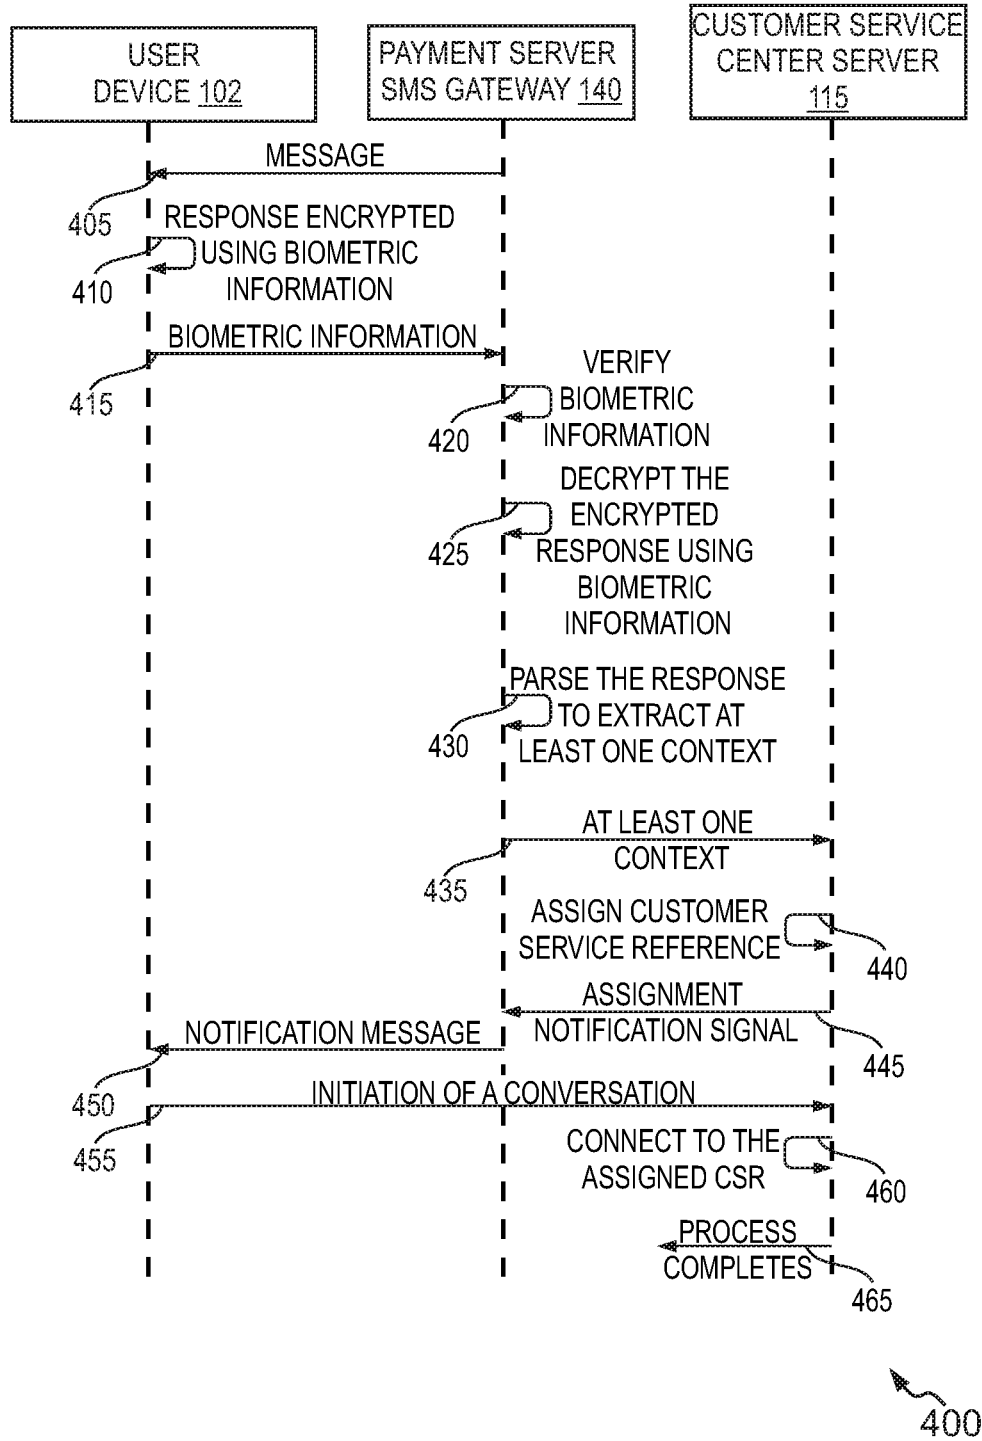 USER
DEVICE 102
PAYMENT SERVER
SMS GATEWAY 140
CUSTOMER SERVICE
CENTER SERVER
115
MESSAGE
405
RESPONSE ENCRYPTED
USING BIOMETRIC
INFORMATION
410
BIOMETRIC INFORMATION
415
VERIFY
BIOMETRIC
INFORMATION
420
DECRYPT THE
ENCRYPTED
RESPONSE USING
BIOMETRIC
INFORMATION
425
PARSE THE RESPONSE
TO EXTRACT AT
LEAST ONE CONTEXT
430
AT LEAST ONE
CONTEXT
435
ASSIGN CUSTOMER
SERVICE REFERENCE
440
ASSIGNMENT
NOTIFICATION SIGNAL
445
NOTIFICATION MESSAGE
450
INITIATION OF A CONVERSATION
455
CONNECT TO THE
ASSIGNED CSR
460
PROCESS
COMPLETES
465
400